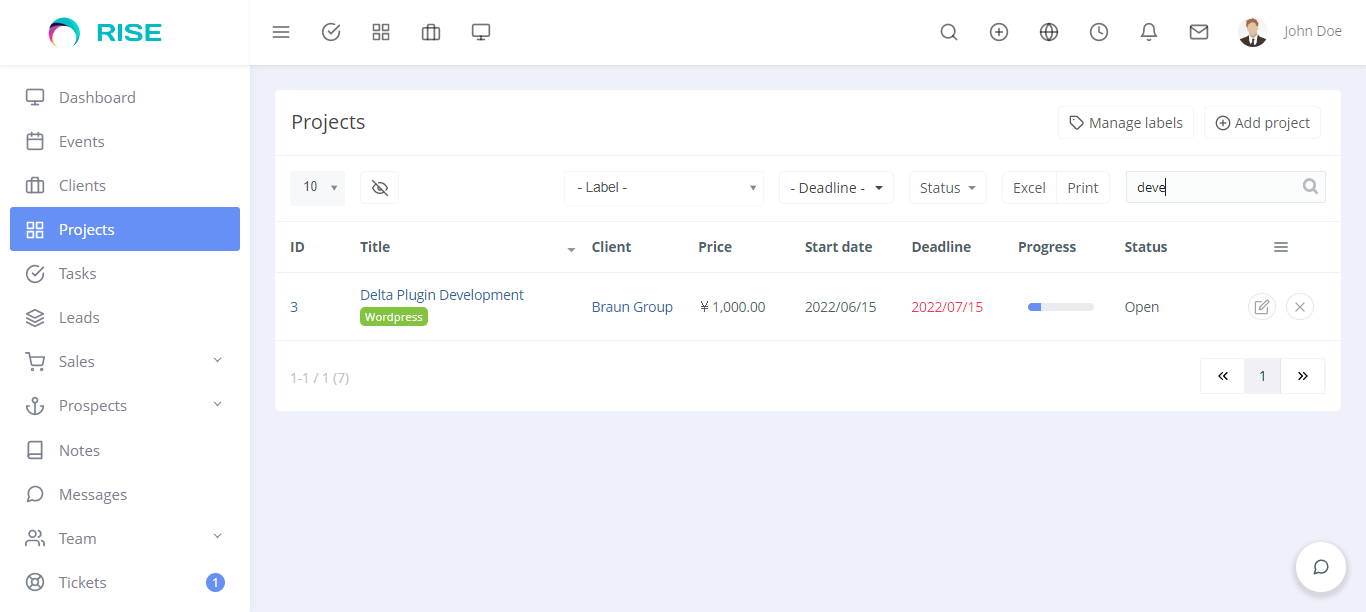 RISE
John Doe
Dashboard
Events
Clients
Projects
Tasks
Leads
Sales
Prospects
Notes
Messages
Team
Tickets 1
Projects
Manage labels
Add project
10
- Label -
- Deadline -
Status
Excel
Print
deve
ID Title Client Price Start date Deadline Progress Status
3 Delta Plugin Development Braun Group ¥ 1,000.00 2022/06/15 2022/07/15 Open
Wordpress
1-1 / 1 (7)
« 1 »